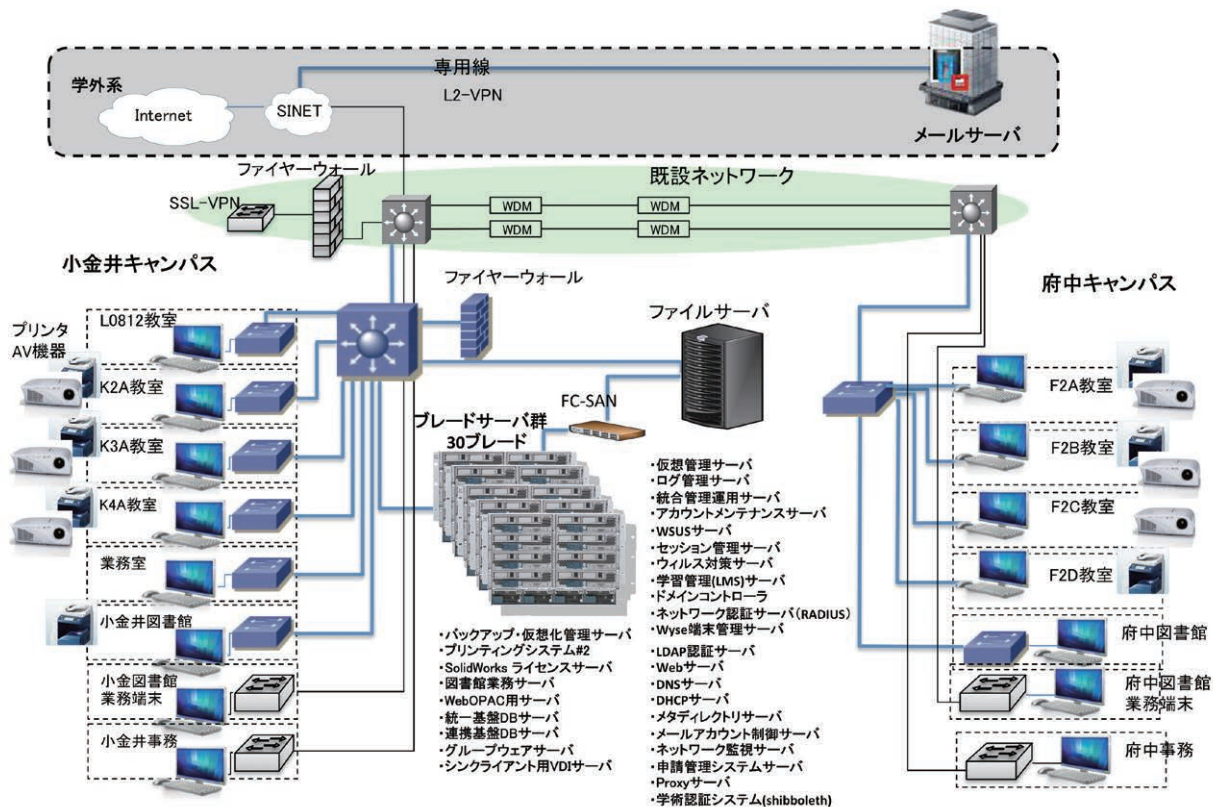 学外系
Internet
SINET
専用線
L2-VPN
メールサーバ
ファイヤーウォール
SSL-VPN
既設ネットワーク
WDM
WDM
WDM
WDM
小金井キャンパス
ファイヤーウォール
府中キャンパス
プリンタ
AV機器
L0812教室
K2A教室
K3A教室
K4A教室
業務室
小金井図書館
小金図書館
業務端末
小金井事務
ファイルサーバ
FC-SAN
ブレードサーバ群
30ブレード
・バックアップ・仮想化管理サーバ
・プリンティングシステム#2
・SolidWorks ライセンスサーバ
・図書館業務サーバ
・WebOPAC用サーバ
・統一基盤DBサーバ
・連携基盤DBサーバ
・グループウェアサーバ
・シンクライアント用VDIサーバ
・仮想管理サーバ
・ログ管理サーバ
・統合管理運用サーバ
・アカウントメンテナンスサーバ
・WSUSサーバ
・セッション管理サーバ
・ウィルス対策サーバ
・学習管理(LMS)サーバ
・ドメインコントローラ
・ネットワーク認証サーバ(RADIUS)
・Wyse端末管理サーバ
・LDAP認証サーバ
・Webサーバ
・DNSサーバ
・DHCPサーバ
・メタディレクトリサーバ
・メールアカウント制御サーバ
・ネットワーク監視サーバ
・申請管理システムサーバ
・Proxyサーバ
・学術認証システム(shibboleth)
F2A教室
F2B教室
F2C教室
F2D教室
府中図書館
府中図書館
業務端末
府中事務